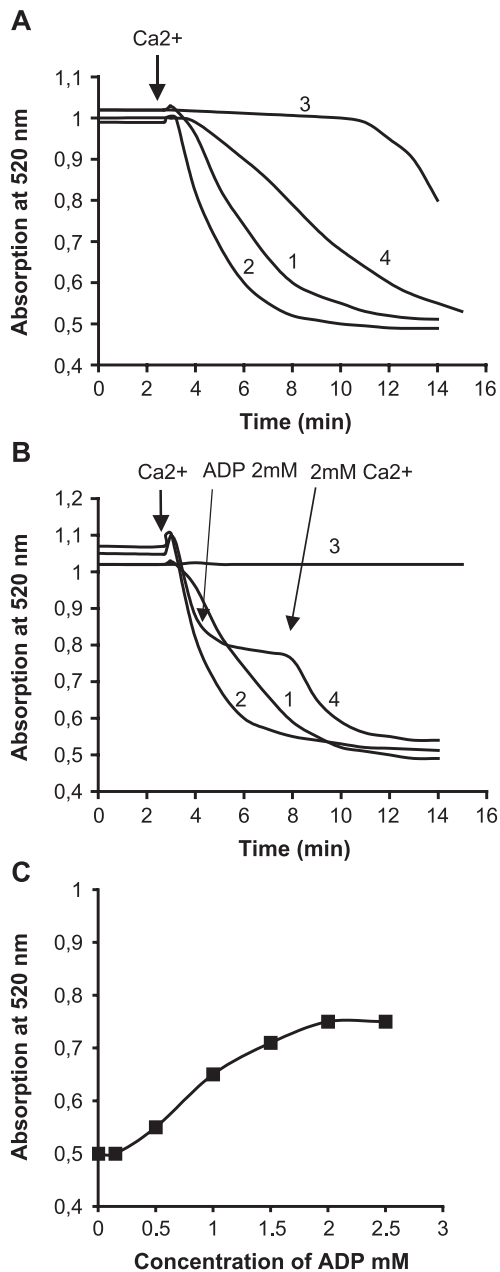 A
Ca2+
1,1
1
0,9
0,8
0,7
0,6
0,5
0,4
3
4
1
2
0 2 4 6 8 10 12 14 16
Absorption at 520 nm
Time (min)
B
Ca2+ ADP 2mM 2mM Ca2+
1,2
1,1
1
0,9
0,8
0,7
0,6
0,5
0,4
3
2 1 4
0 2 4 6 8 10 12 14 16
Absorption at 520 nm
Time (min)
C
1
0,9
0,8
0,7
0,6
0,5
0,4
0 0.5 1 1.5 2 2.5 3
Absorption at 520 nm
Concentration of ADP mM